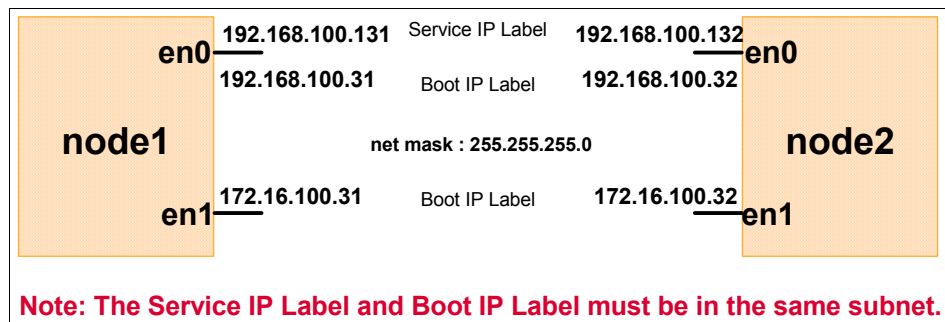 192.168.100.131 Service IP Label 192.168.100.132
en0 en0
192.168.100.31 Boot IP Label 192.168.100.32
node1 net mask : 255.255.255.0 node2
172.16.100.31 Boot IP Label 172.16.100.32
en1 en1
Note: The Service IP Label and Boot IP Label must be in the same subnet.